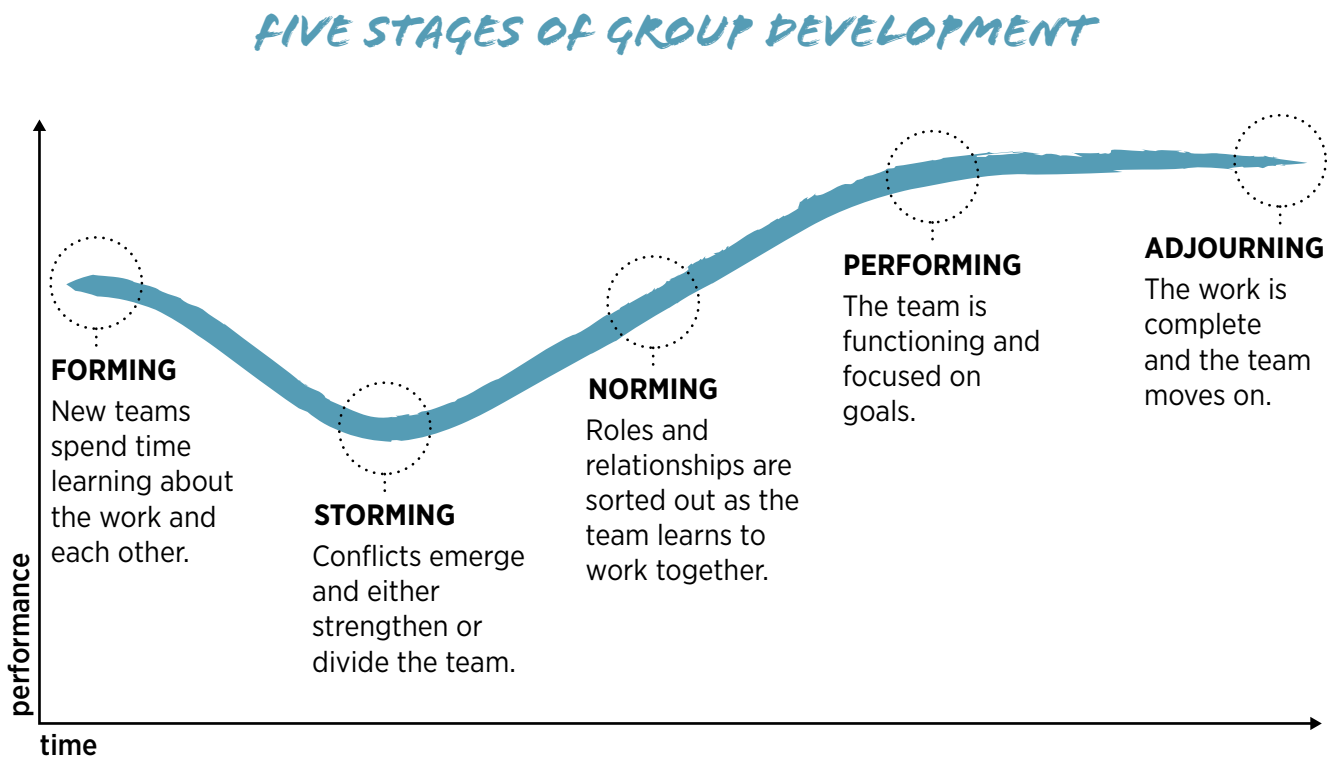 FIVE STAGES OF GROUP DEVELOPMENT
FORMING
New teams
spend time
learning about
the work and
each other.
STORMING
Conflicts emerge
and either
strengthen or
divide the team.
NORMING
Roles and
relationships are
sorted out as the
team learns to
work together.
PERFORMING
The team is
functioning and
focused on
goals.
ADJOURNING
The work is
complete
and the team
moves on.
performance
time